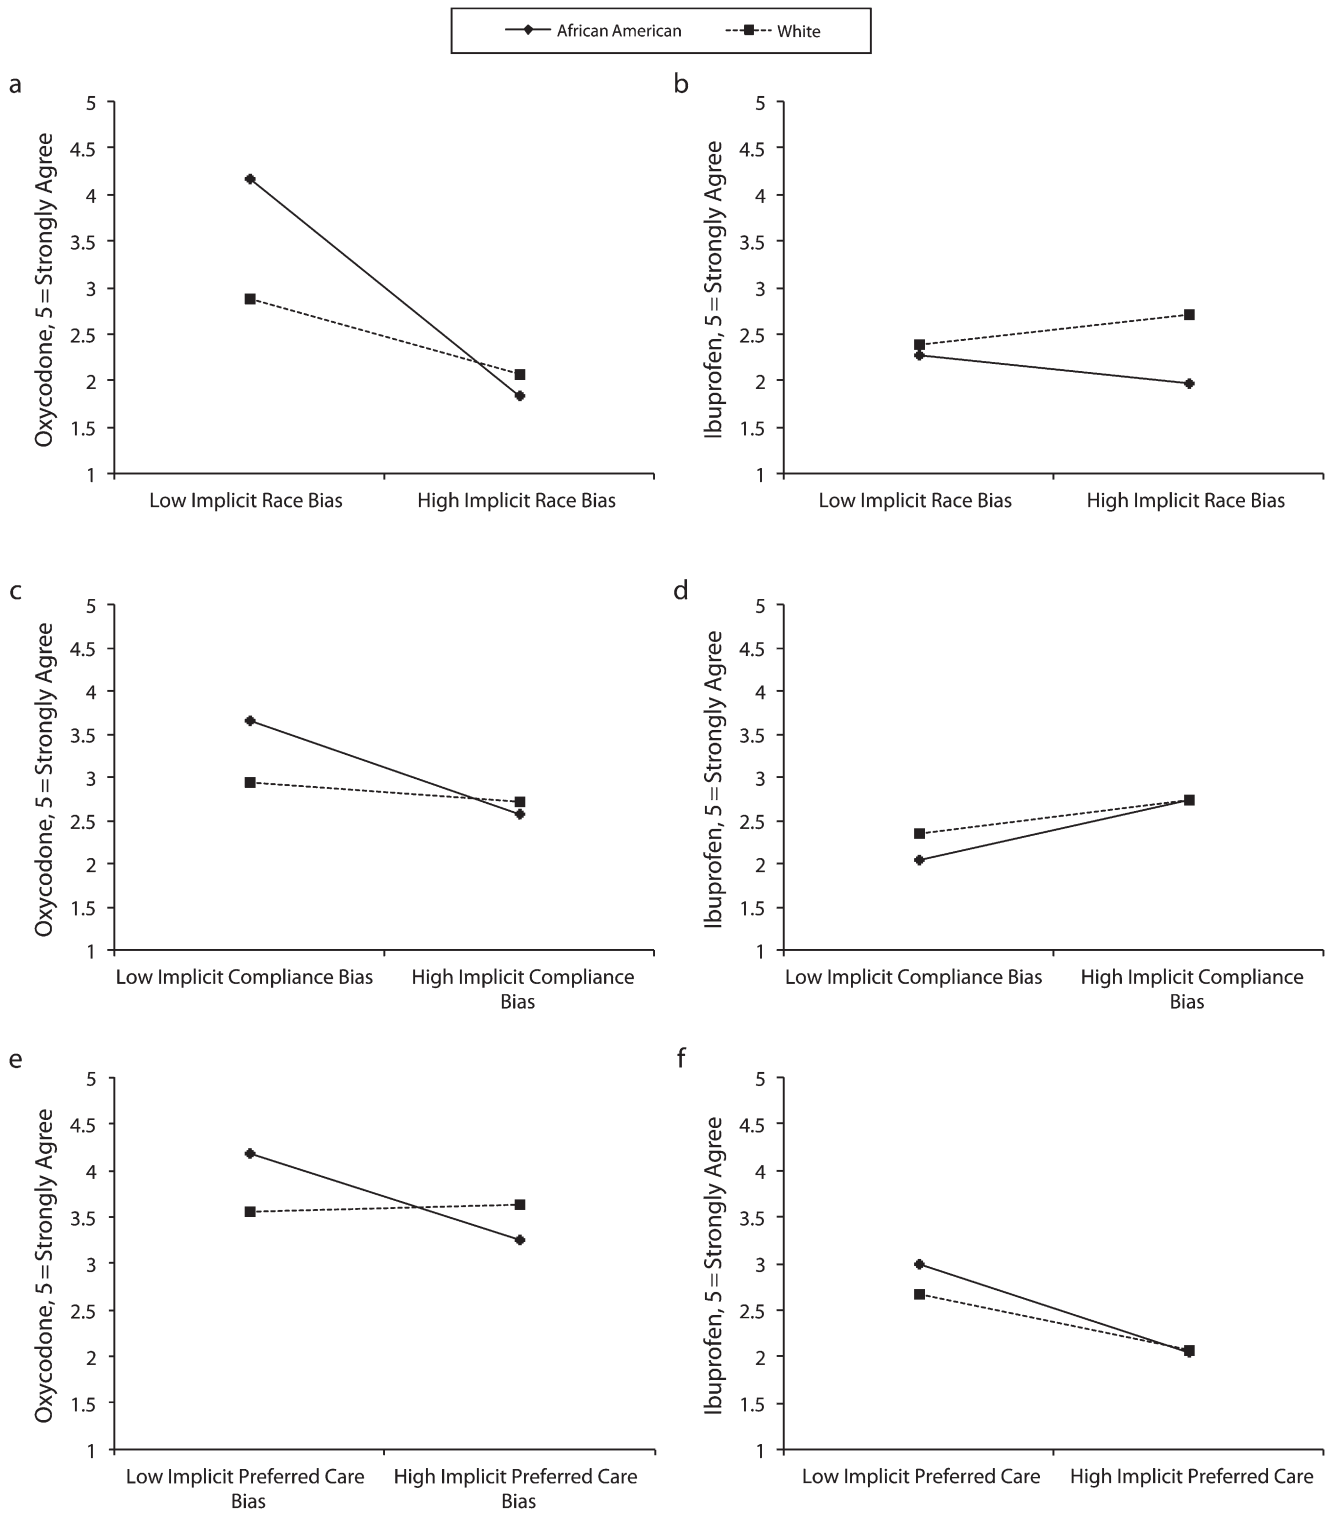 African American
White
a
Oxycodone, 5 = Strongly Agree
5
4.5
4
3.5
3
2.5
2
1.5
1
Low Implicit Race Bias
High Implicit Race Bias
b
Ibuprofen, 5 = Strongly Agree
5
4.5
4
3.5
3
2.5
2
1.5
1
Low Implicit Race Bias
High Implicit Race Bias
c
Oxycodone, 5 = Strongly Agree
5
4.5
4
3.5
3
2.5
2
1.5
1
Low Implicit Compliance Bias
High Implicit Compliance
Bias
d
Ibuprofen, 5 = Strongly Agree
5
4.5
4
3.5
3
2.5
2
1.5
1
Low Implicit Compliance Bias
High Implicit Compliance
Bias
e
Oxycodone, 5 = Strongly Agree
5
4.5
4
3.5
3
2.5
2
1.5
1
Low Implicit Preferred Care
Bias
High Implicit Preferred Care
Bias
f
Ibuprofen, 5 = Strongly Agree
5
4.5
4
3.5
3
2.5
2
1.5
1
Low Implicit Preferred Care
High Implicit Preferred Care